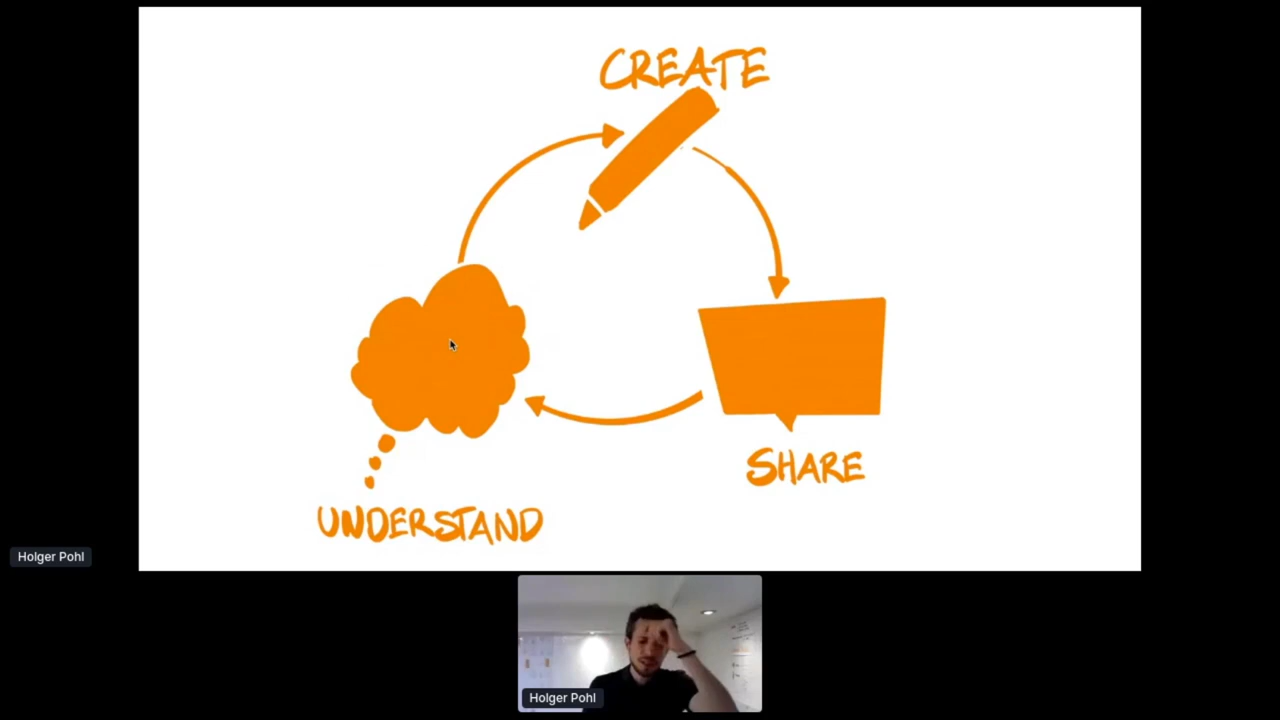 CREATE
SHARE
UNDERSTAND
Holger Pohl
Holger Pohl